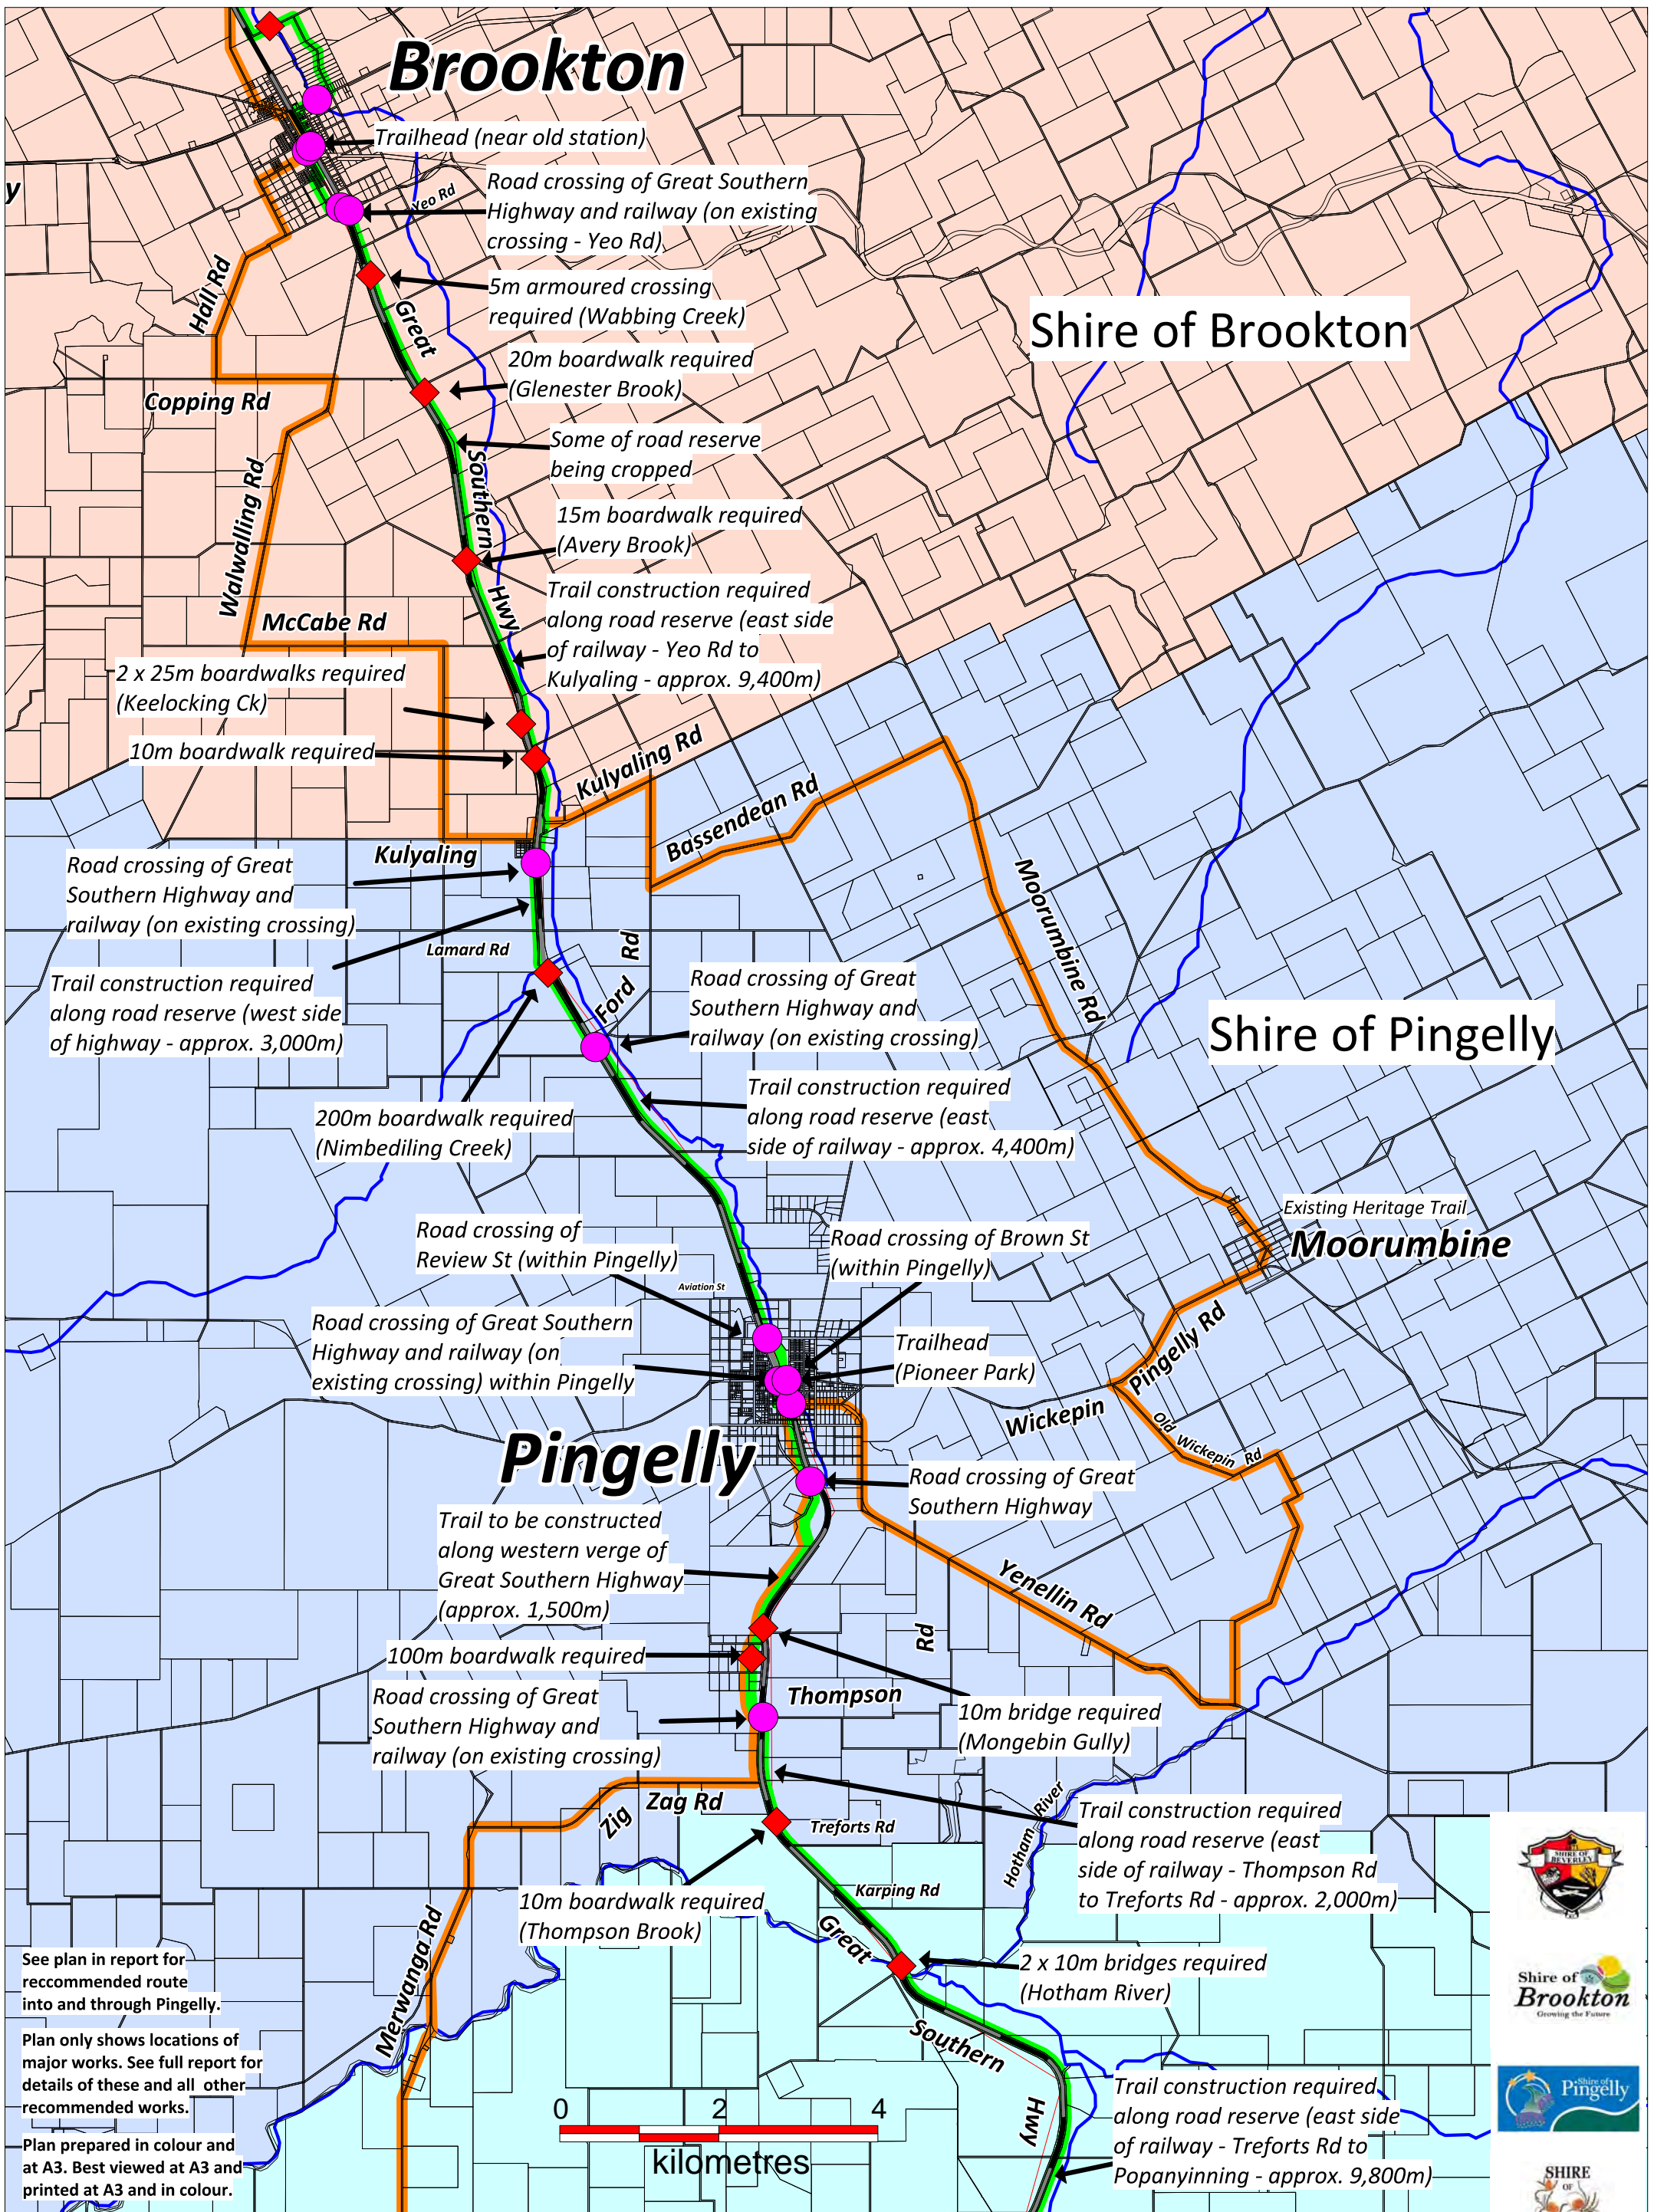 Brookton
Trailhead (near old station)
y
Road crossing of Great Southern
Highway and railway (on existing
crossing - Yeo Rd)
Yeo Rd
Hall Rd
5m armoured crossing
required (Wabbing Creek)
Great
Shire of Brookton
20m boardwalk required
(Glenester Brook)
Copping Rd
Some of road reserve
being cropped
Southern
Walwalling Rd
15m boardwalk required
(Avery Brook)
Hwy
Trail construction required
along road reserve (east side
of railway - Yeo Rd to
Kulyaling - approx. 9,400m)
McCabe Rd
2 x 25m boardwalks required
(Keelocking Ck)
10m boardwalk required
Kulyaling Rd
Bassendean Rd
Kulyaling
Road crossing of Great
Southern Highway and
railway (on existing crossing)
Moorumbine Rd
Lamard Rd
Ford Rd
Trail construction required
along road reserve (west side
of highway - approx. 3,000m)
Road crossing of Great
Southern Highway and
railway (on existing crossing)
Shire of Pingelly
200m boardwalk required
(Nimbediling Creek)
Trail construction required
along road reserve (east
side of railway - approx. 4,400m)
Existing Heritage Trail
Moorumbine
Road crossing of
Review St (within Pingelly)
Road crossing of Brown St
(within Pingelly)
Aviation St
Road crossing of Great Southern
Highway and railway (on
existing crossing) within Pingelly
Trailhead
(Pioneer Park)
Pingelly Rd
Wickepin
Old Wickepin Rd
Pingelly
Road crossing of Great
Southern Highway
Trail to be constructed
along western verge of
Great Southern Highway
(approx. 1,500m)
Yenellin Rd
Rd
100m boardwalk required
Thompson
Road crossing of Great
Southern Highway and
railway (on existing crossing)
10m bridge required
(Mongebin Gully)
Zig Zag Rd
Treforts Rd
Hotham River
Trail construction required
along road reserve (east
side of railway - Thompson Rd
to Treforts Rd - approx. 2,000m)
SHIRE OF
BEVERLEY
10m boardwalk required
(Thompson Brook)
Karping Rd
Great
Merwanga Rd
2 x 10m bridges required
(Hotham River)
Shire of
Brookton
Growing the Future
See plan in report for
reccommended route
into and through Pingelly.
Southern
Plan only shows locations of
major works. See full report for
details of these and all other
recommended works.
Shire of
Pingelly
Trail construction required
along road reserve (east side
of railway - Treforts Rd to
Popanyinning - approx. 9,800m)
Hwy
0 2 4
kilometres
Plan prepared in colour and
at A3. Best viewed at A3 and
printed at A3 and in colour.
SHIRE
OF